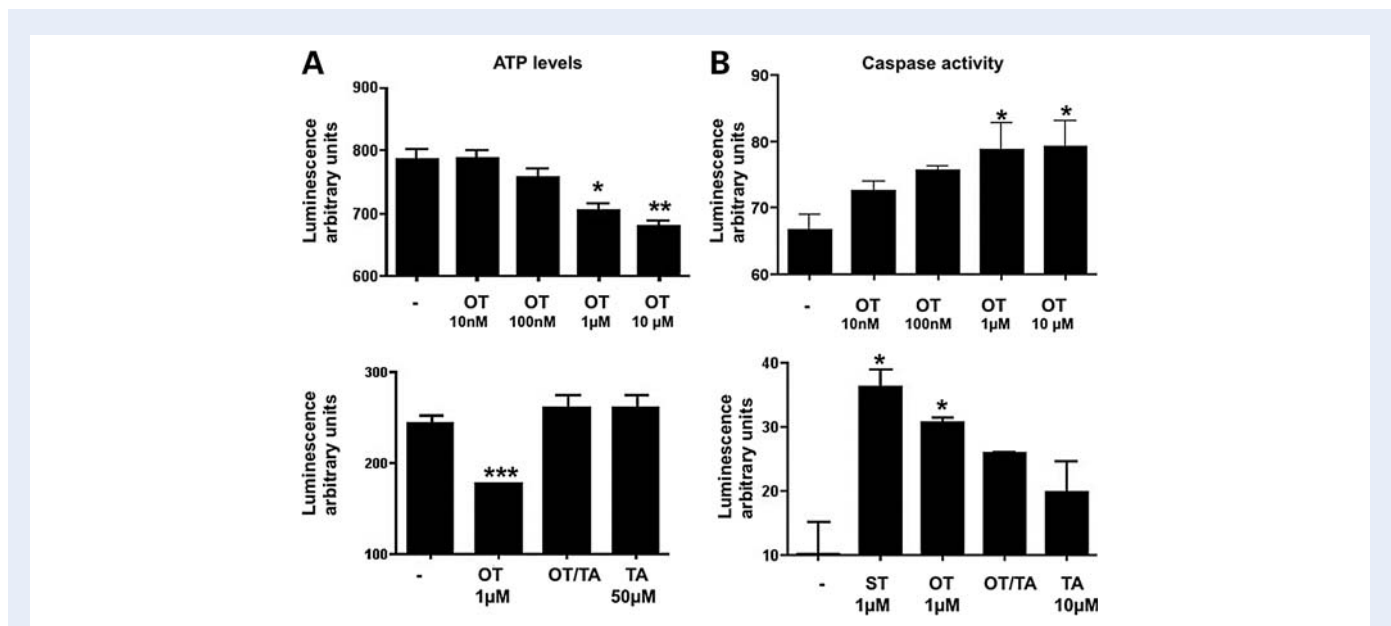 A
ATP levels
Luminescence
arbitrary units
900
800
700
600
*
**
- OT OT OT OT
10nM 100nM 1µM 10 µM
B
Caspase activity
Luminescence
arbitrary units
90
80
70
60
* *
- OT OT OT OT
10nM 100nM 1µM 10 µM
Luminescence
arbitrary units
300
200
100
***
- OT OT/TA TA
1µM 50µM
Luminescence
arbitrary units
40
30
20
10
*
*
- ST OT OT/TA TA
1µM 1µM 10µM